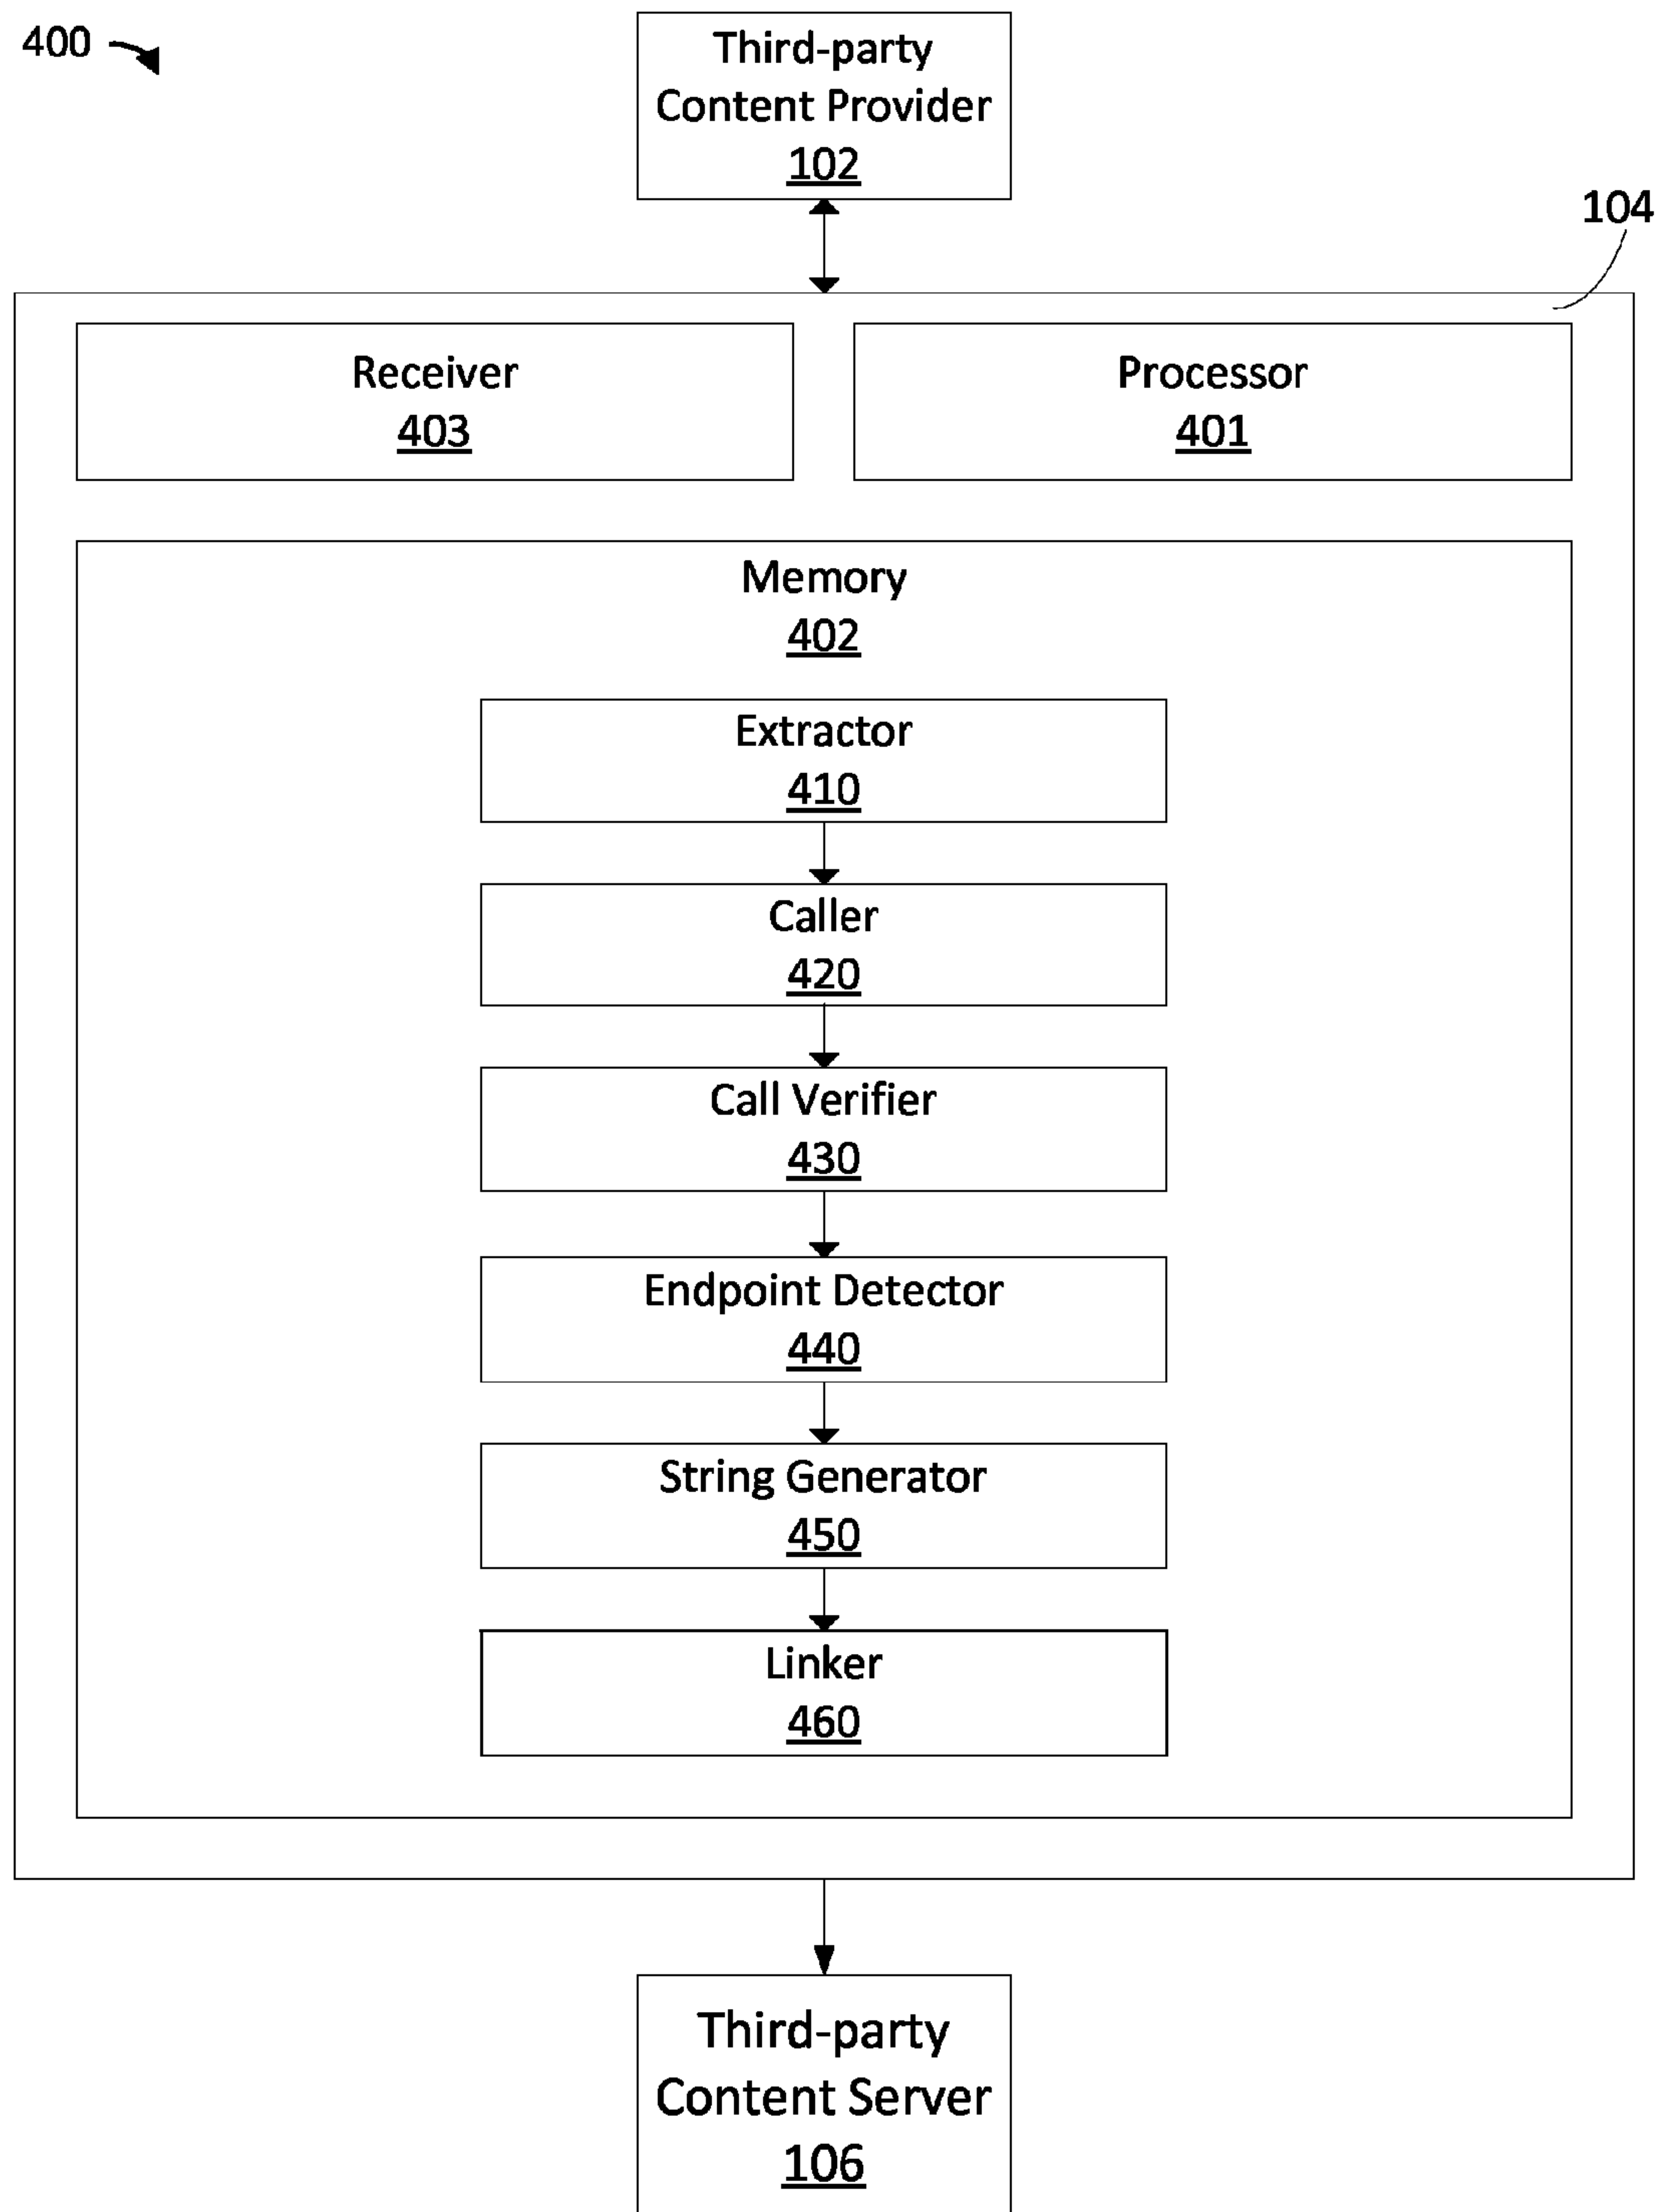 400
Third-party
Content Provider
102
104
Receiver
403
Processor
401
Memory
402
Extractor
410
Caller
420
Call Verifier
430
Endpoint Detector
440
String Generator
450
Linker
460
Third-party
Content Server
106